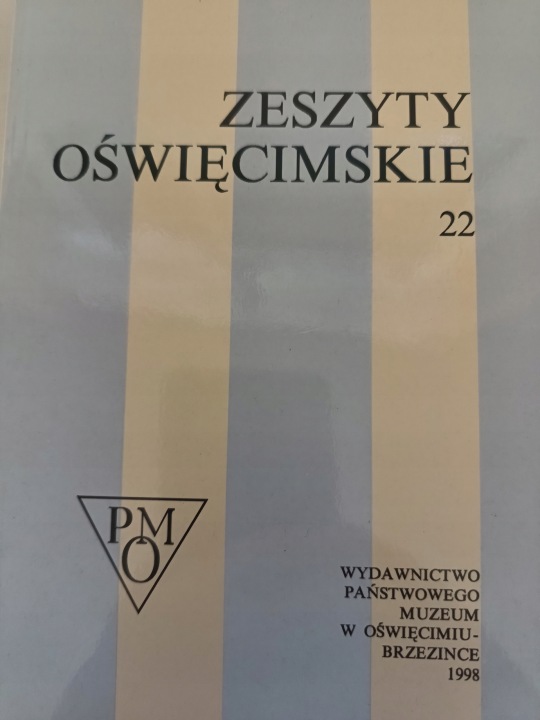 ZESZYTY
OŚWIĘCIMSKIE
22
PMO
WYDAWNICTWO
PAŃSTWOWEGO
MUZEUM
W OŚWIĘCIMIU-
BRZEZINCE
1998